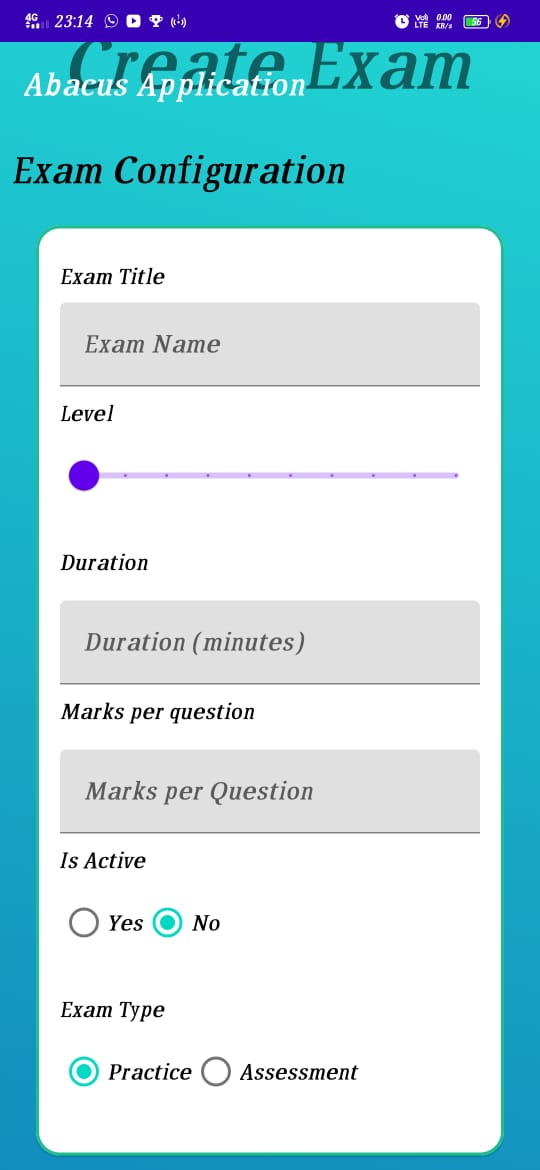 4G 23:14 Vo)) LTE 0.00 KB/s 56
Create Exam
Abacus Application
Exam Configuration
Exam Title
Exam Name
Level
Duration
Duration (minutes)
Marks per question
Marks per Question
Is Active
Yes No
Exam Type
Practice Assessment